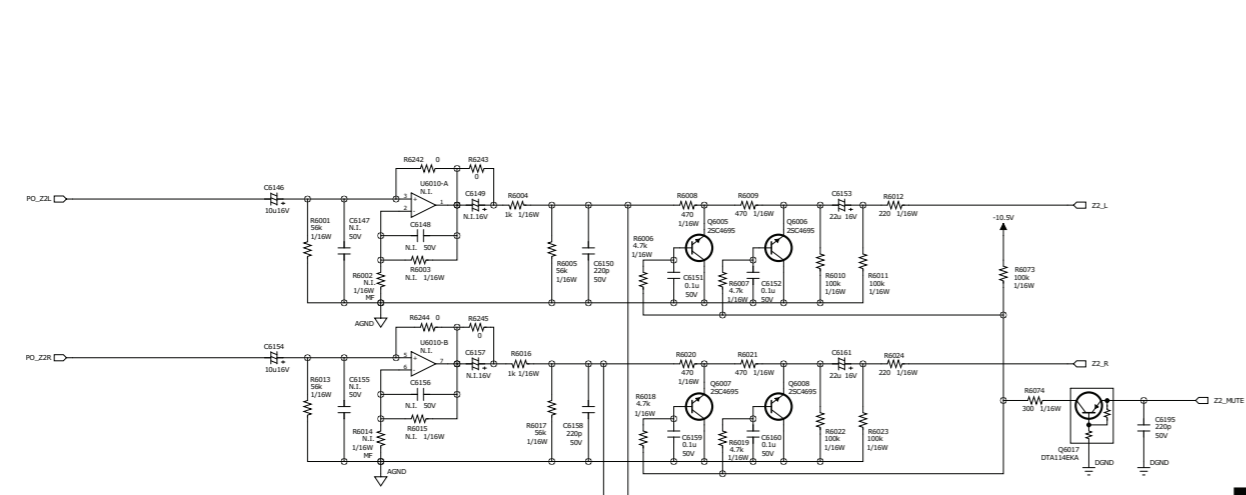 R6242 0 R6243
0
C6146
10u16V
PO_Z2L
U6010-A
N.I.
3
2
1
+
-
C6149
N.I.16V
R6004
1k 1/16W
R6008
470
1/16W
R6009
470 1/16W
C6153
22u 16V
R6012
220 1/16W
Z2_L
R6001
56k
1/16W
C6147
N.I.
50V
C6148
N.I. 50V
R6002
N.I.
1/16W
MF
R6003
N.I. 1/16W
AGND
R6005
56k
1/16W
C6150
220p
50V
R6006
4.7k
1/16W
Q6005
2SC4695
C6151
0.1u
50V
Q6006
2SC4695
R6007
4.7k
1/16W
C6152
0.1u
50V
R6010
100k
1/16W
R6011
100k
1/16W
-10.5V
R6073
100k
1/16W
R6244 0 R6245
0
C6154
10u16V
PO_Z2R
U6010-B
N.I.
5
6
7
+
-
C6157
N.I.16V
R6016
1k 1/16W
R6020
470
1/16W
R6021
470 1/16W
C6161
22u 16V
R6024
220 1/16W
Z2_R
R6013
56k
1/16W
C6155
N.I.
50V
C6156
N.I. 50V
R6014
N.I.
1/16W
MF
R6015
N.I. 1/16W
AGND
R6017
56k
1/16W
C6158
220p
50V
R6018
4.7k
1/16W
Q6007
2SC4695
C6159
0.1u
50V
Q6008
2SC4695
R6019
4.7k
1/16W
C6160
0.1u
50V
R6022
100k
1/16W
R6023
100k
1/16W
R6074
300 1/16W
Z2_MUTE
Q6017
DTA114EKA
DGND
C6195
220p
50V
DGND